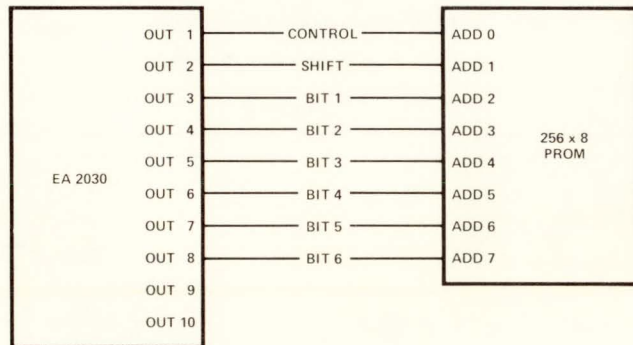 OUT 1 CONTROL ADD 0
OUT 2 SHIFT ADD 1
OUT 3 BIT 1 ADD 2
OUT 4 BIT 2 ADD 3
256 x 8
PROM
OUT 5 BIT 3 ADD 4
EA 2030
OUT 6 BIT 4 ADD 5
OUT 7 BIT 5 ADD 6
OUT 8 BIT 6 ADD 7
OUT 9
OUT 10